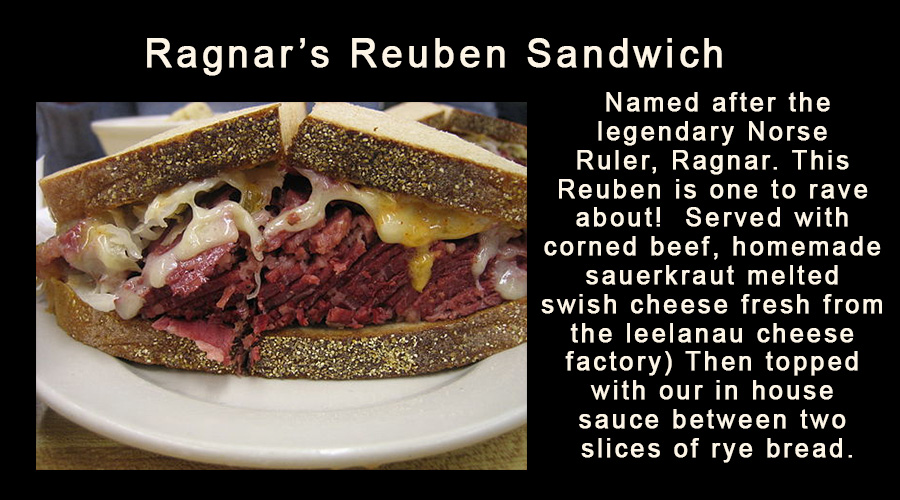 Ragnar's Reuben Sandwich
Named after the
legendary Norse
Ruler, Ragnar. This
Reuben is one to rave
about!  Served with
corned beef, homemade
sauerkraut melted
swish cheese fresh from
the leelanau cheese
factory) Then topped
with our in house
sauce between two
slices of rye bread.